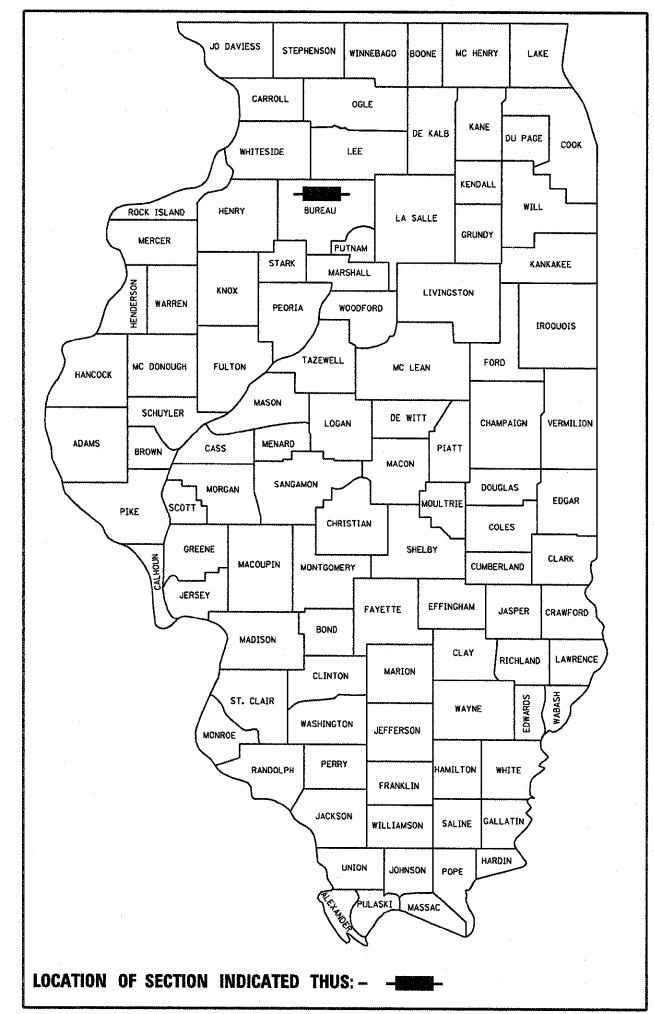 JO DAVIESS STEPHENSON WINNEBAGO BOONE MC HENRY LAKE
CARROLL OGLE
DE KALB KANE DU PAGE COOK
WHITESIDE LEE
KENDALL
ROCK ISLAND HENRY BUREAU LA SALLE WILL
GRUNDY
MERCER PUTNAM
STARK MARSHALL KANKAKEE
HENDERSON WARREN KNOX PEORIA WOODFORD LIVINGSTON
IROQUOIS
HANCOCK MC DONOUGH FULTON TAZEWELL MC LEAN FORD
MASON
SCHUYLER LOGAN DE WITT CHAMPAIGN VERMILION
ADAMS BROWN CASS MENARD PIATT
MACON
MORGAN SANGAMON DOUGLAS
PIKE SCOTT MOULTRIE EDGAR
CHRISTIAN COLES
GREENE MACOUPIN MONTGOMERY SHELBY CLARK
CALHOUN CUMBERLAND
JERSEY FAYETTE EFFINGHAM JASPER CRAWFORD
MADISON BOND
CLAY RICHLAND LAWRENCE
CLINTON MARION
ST. CLAIR WAYNE EDWARDS WABASH
MONROE WASHINGTON JEFFERSON
RANDOLPH PERRY HAMILTON WHITE
FRANKLIN
JACKSON WILLIAMSON SALINE GALLATIN
UNION JOHNSON POPE HARDIN
ALEXANDER PULASKI MASSAC
LOCATION OF SECTION INDICATED THUS: –